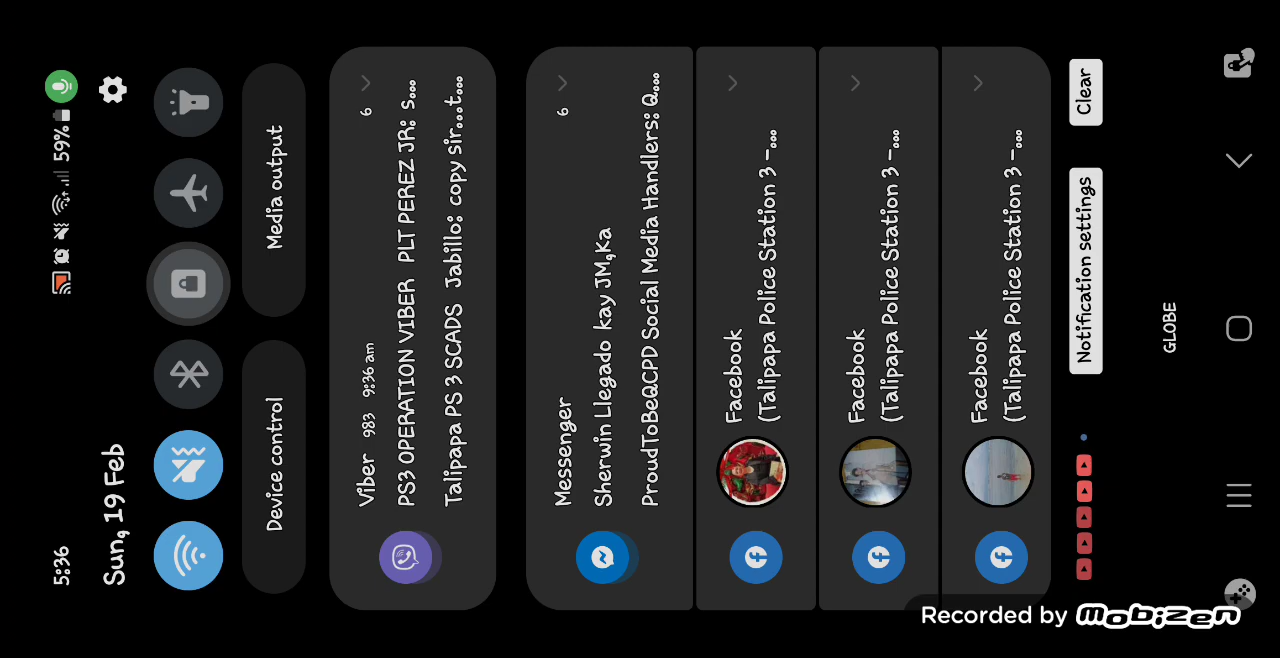 5:36
59%
Sun, 19 Feb
Device control
Media output
Viber 983 9:36 am
6
PS3 OPERATION VIBER PLT PEREZ JR: s...
Talipapa PS 3 SCADS Jabillo: copy sir...t...
Messenger
6
Sherwin Llegado kay JM,Ka
ProudToBeQCPD Social Media Handlers: Q...
Facebook
(Talipapa Police Station 3 -...
Facebook
(Talipapa Police Station 3 -...
Facebook
(Talipapa Police Station 3 -...
Notification settings
Clear
GLOBE
Recorded by Mobizen